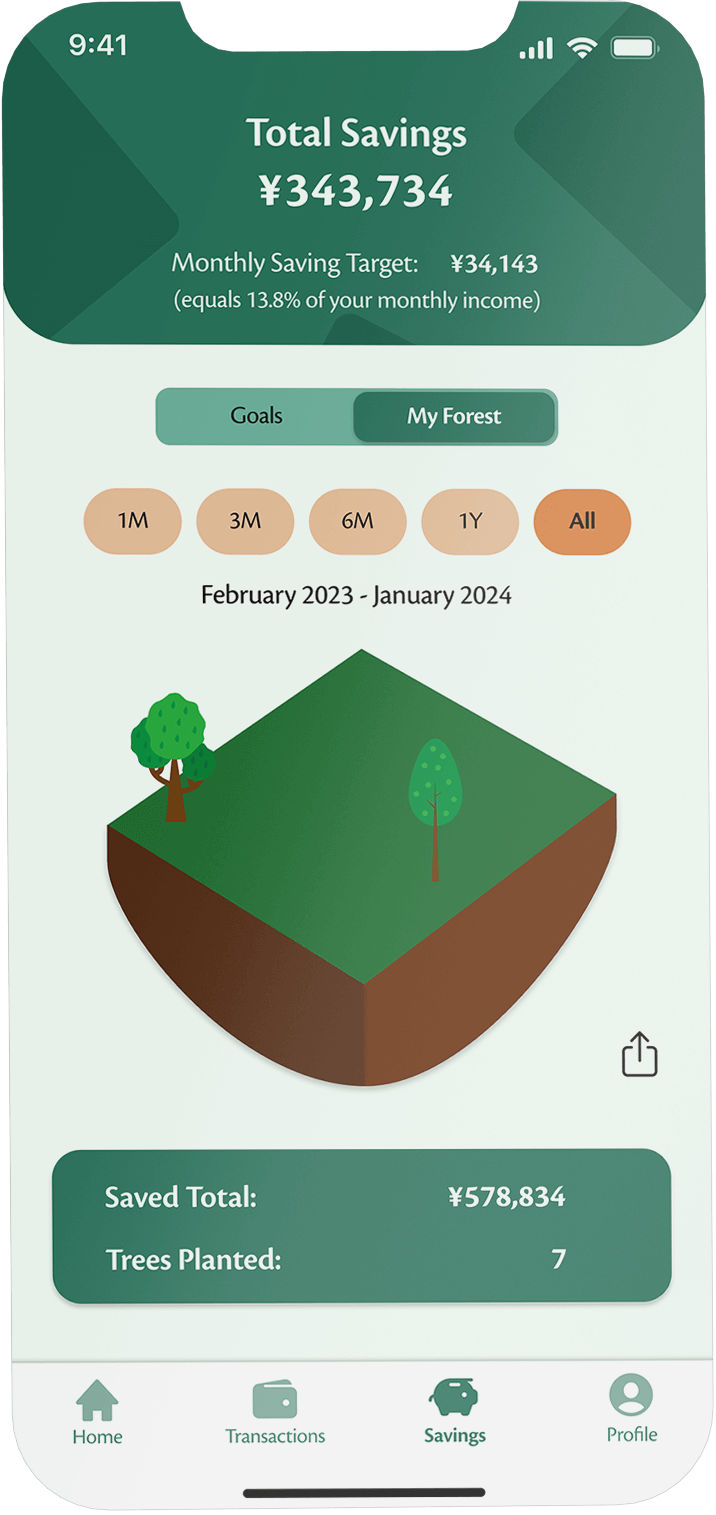 9:41
Total Savings
¥343,734
Monthly Saving Target: ¥34,143
(equals 13.8% of your monthly income)
Goals My Forest
1M 3M 6M 1Y All
February 2023 - January 2024
Saved Total: ¥578,834
Trees Planted: 7
Home Transactions Savings Profile